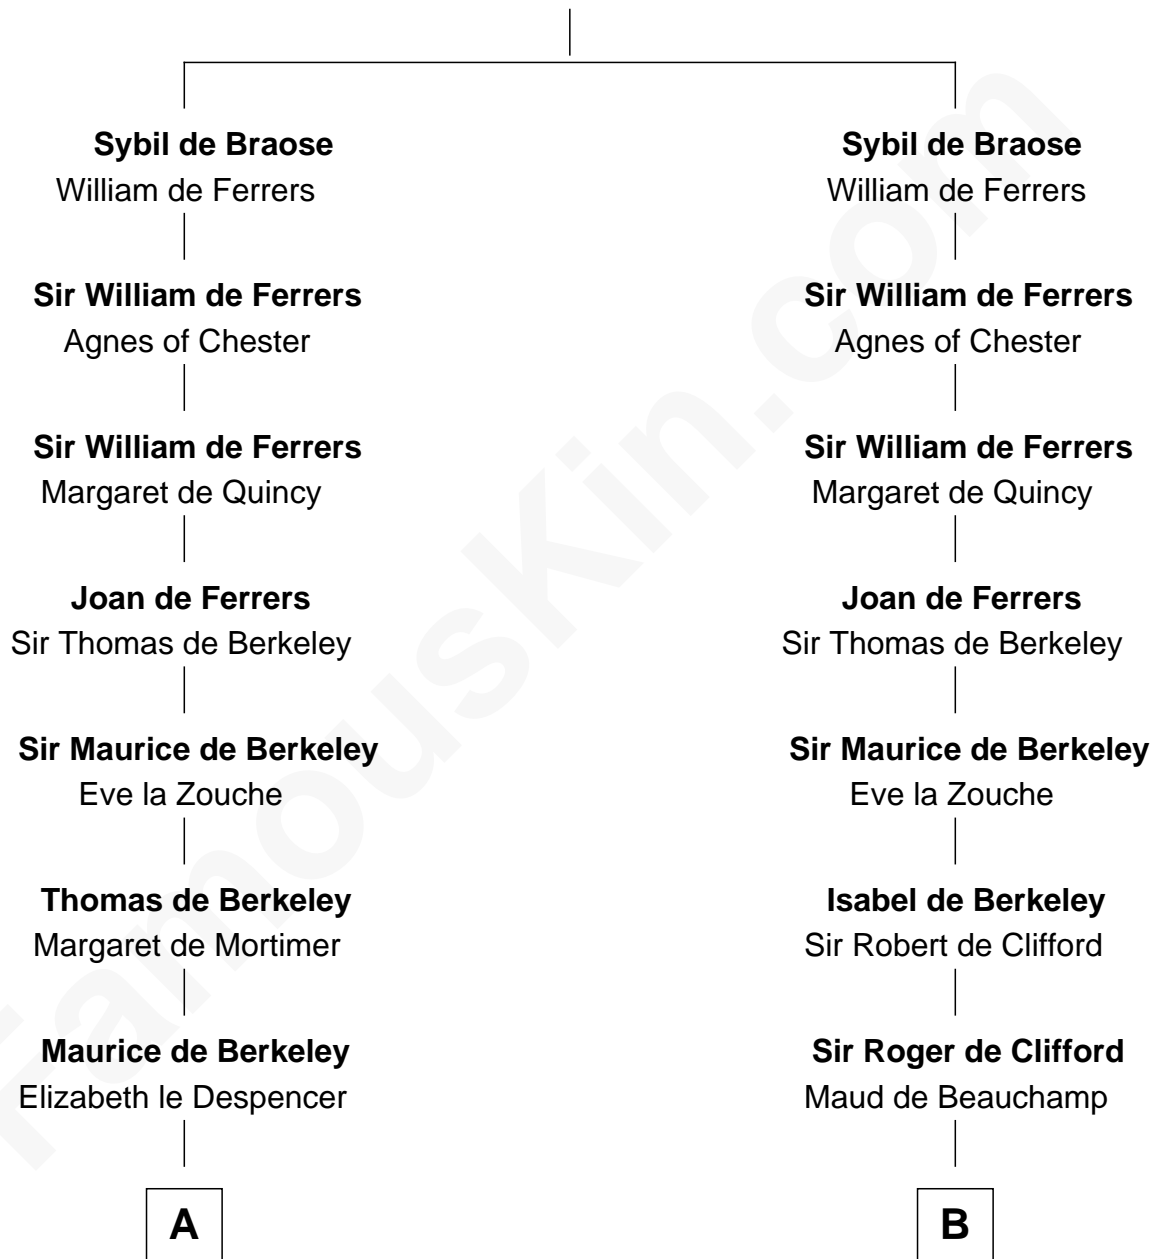 Sybil de Braose
William de Ferrers
Sir William de Ferrers
Agnes of Chester
Sir William de Ferrers
Margaret de Quincy
Joan de Ferrers
Sir Thomas de Berkeley
Sir Maurice de Berkeley
Eve la Zouche
Thomas de Berkeley
Margaret de Mortimer
Maurice de Berkeley
Elizabeth le Despencer
A
Sybil de Braose
William de Ferrers
Sir William de Ferrers
Agnes of Chester
Sir William de Ferrers
Margaret de Quincy
Joan de Ferrers
Sir Thomas de Berkeley
Sir Maurice de Berkeley
Eve la Zouche
Isabel de Berkeley
Sir Robert de Clifford
Sir Roger de Clifford
Maud de Beauchamp
B
FamousKin.com